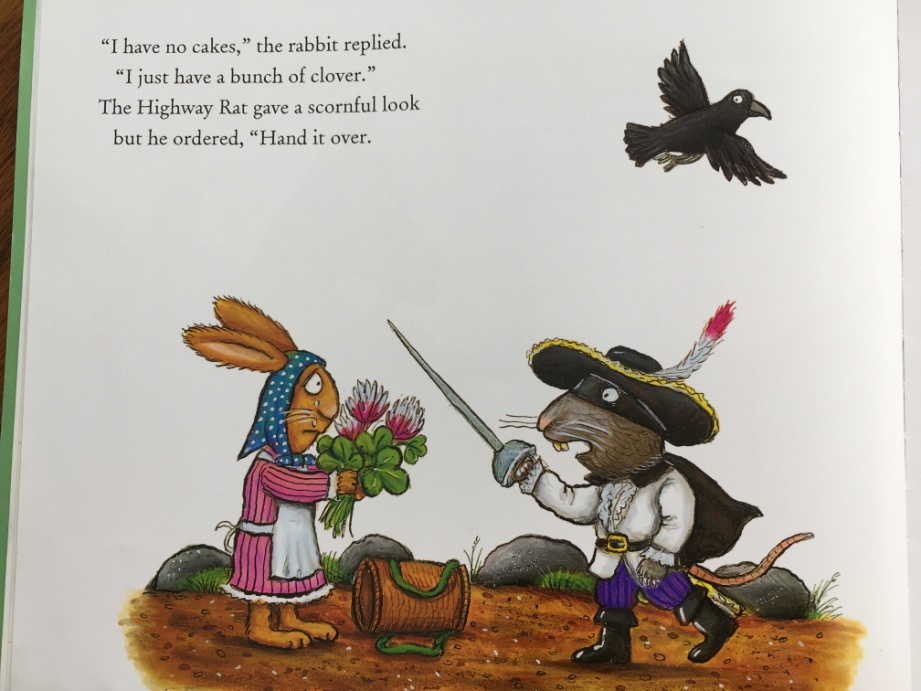 “I have no cakes,” the rabbit replied.
“I just have a bunch of clover.”
The Highway Rat gave a scornful look
but he ordered, “Hand it over.